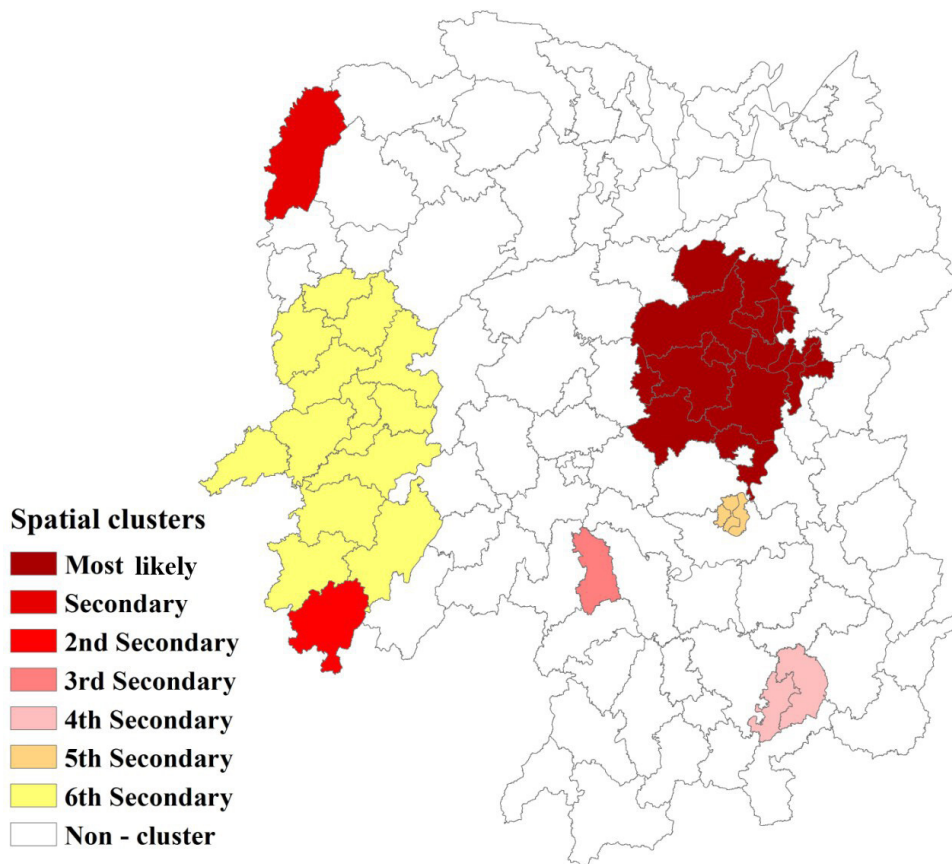 Spatial clusters
Most likely
Secondary
2nd Secondary
3rd Secondary
4th Secondary
5th Secondary
6th Secondary
Non - cluster